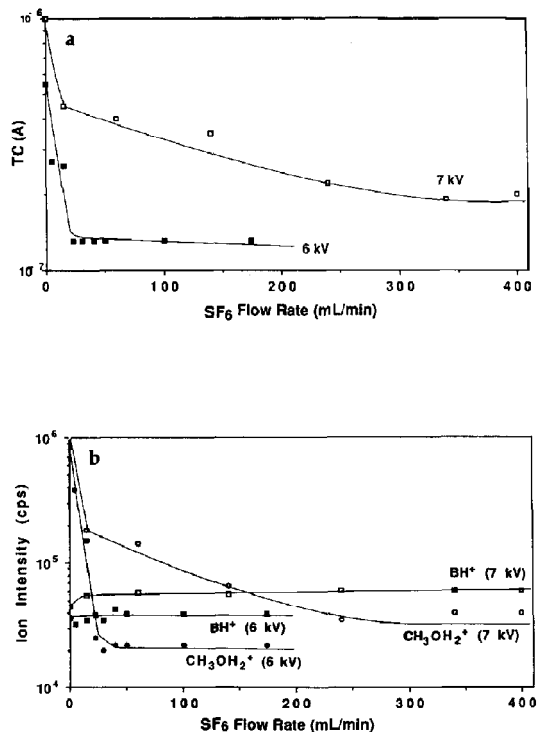 10⁻⁶
a
TC (A)
7 kV
6 kV
10⁻⁷
0 100 200 300 400
SF₆ Flow Rate (mL/min)
10⁶
b
Ion Intensity (cps)
10⁵
BH⁺ (7 kV)
BH⁺ (6 kV)
CH₃OH₂⁺ (7 kV)
CH₃OH₂⁺ (6 kV)
10⁴
0 100 200 300 400
SF₆ Flow Rate (mL/min)